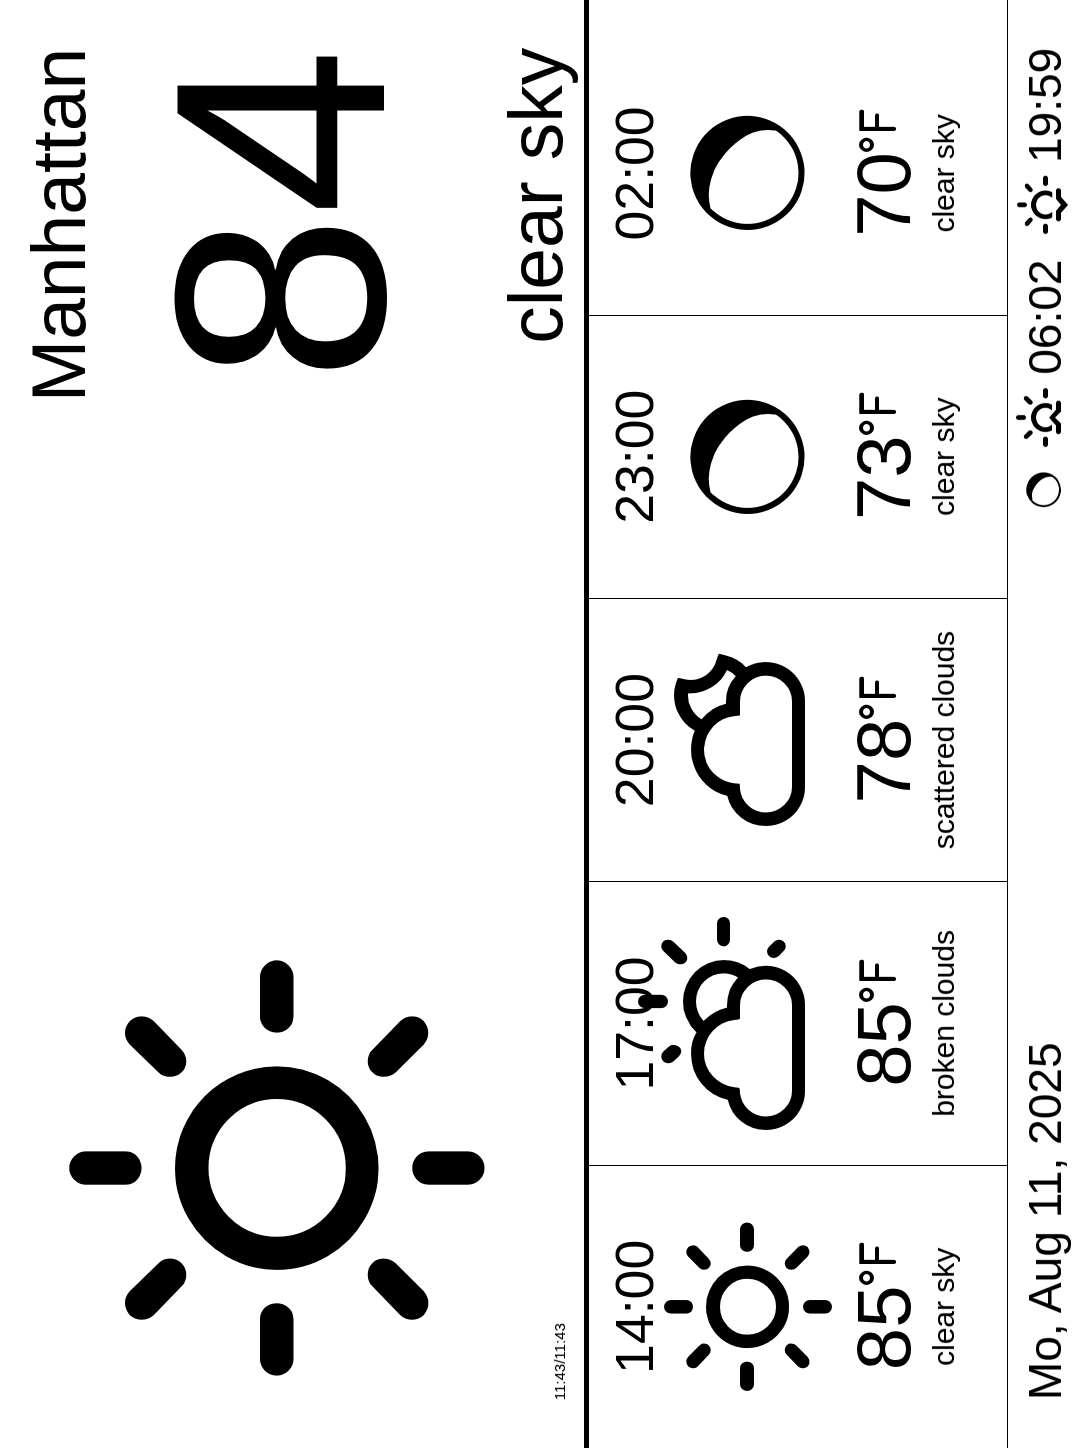 Manhattan
84
clear sky
11:43/11:43
14:00 17:00 20:00 23:00 02:00
85°F 85°F 78°F 73°F 70°F
clear sky broken clouds scattered clouds clear sky clear sky
Mo, Aug 11, 2025 06:02 19:59